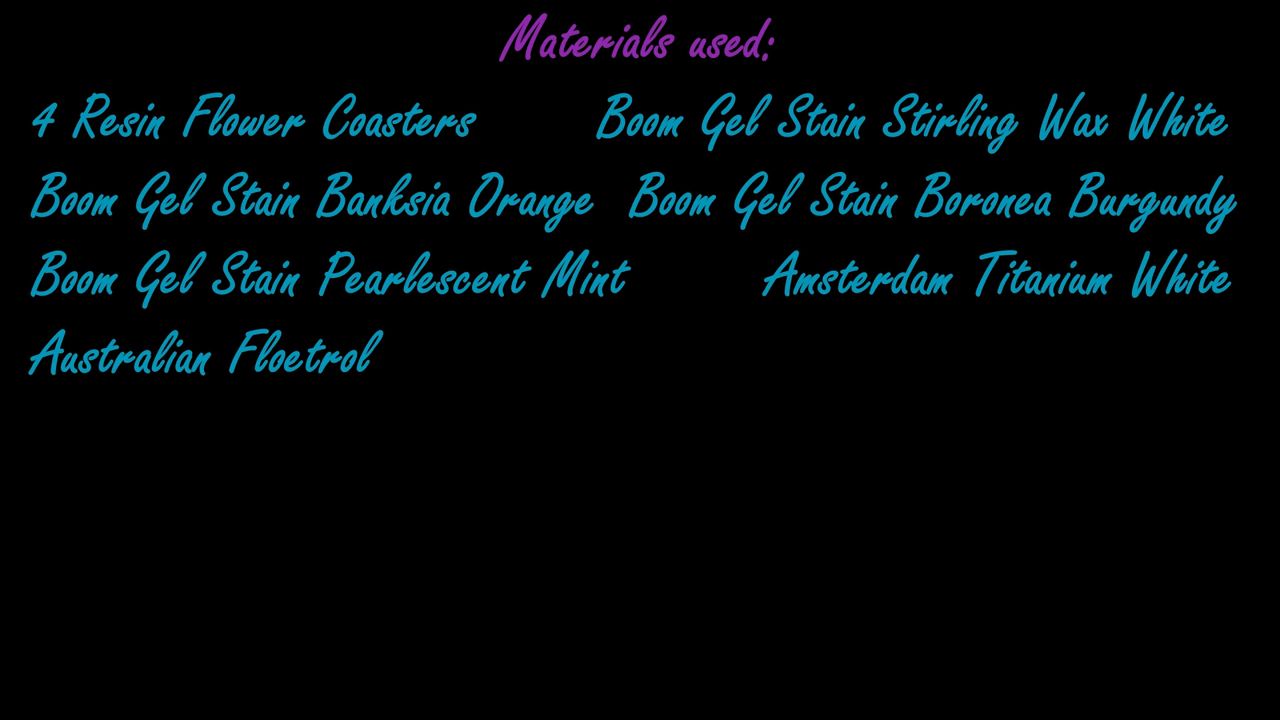 Materials used:
4 Resin Flower Coasters Boom Gel Stain Stirling Wax White
Boom Gel Stain Banksia Orange Boom Gel Stain Boronea Burgundy
Boom Gel Stain Pearlescent Mint Amsterdam Titanium White
Australian Floetrol